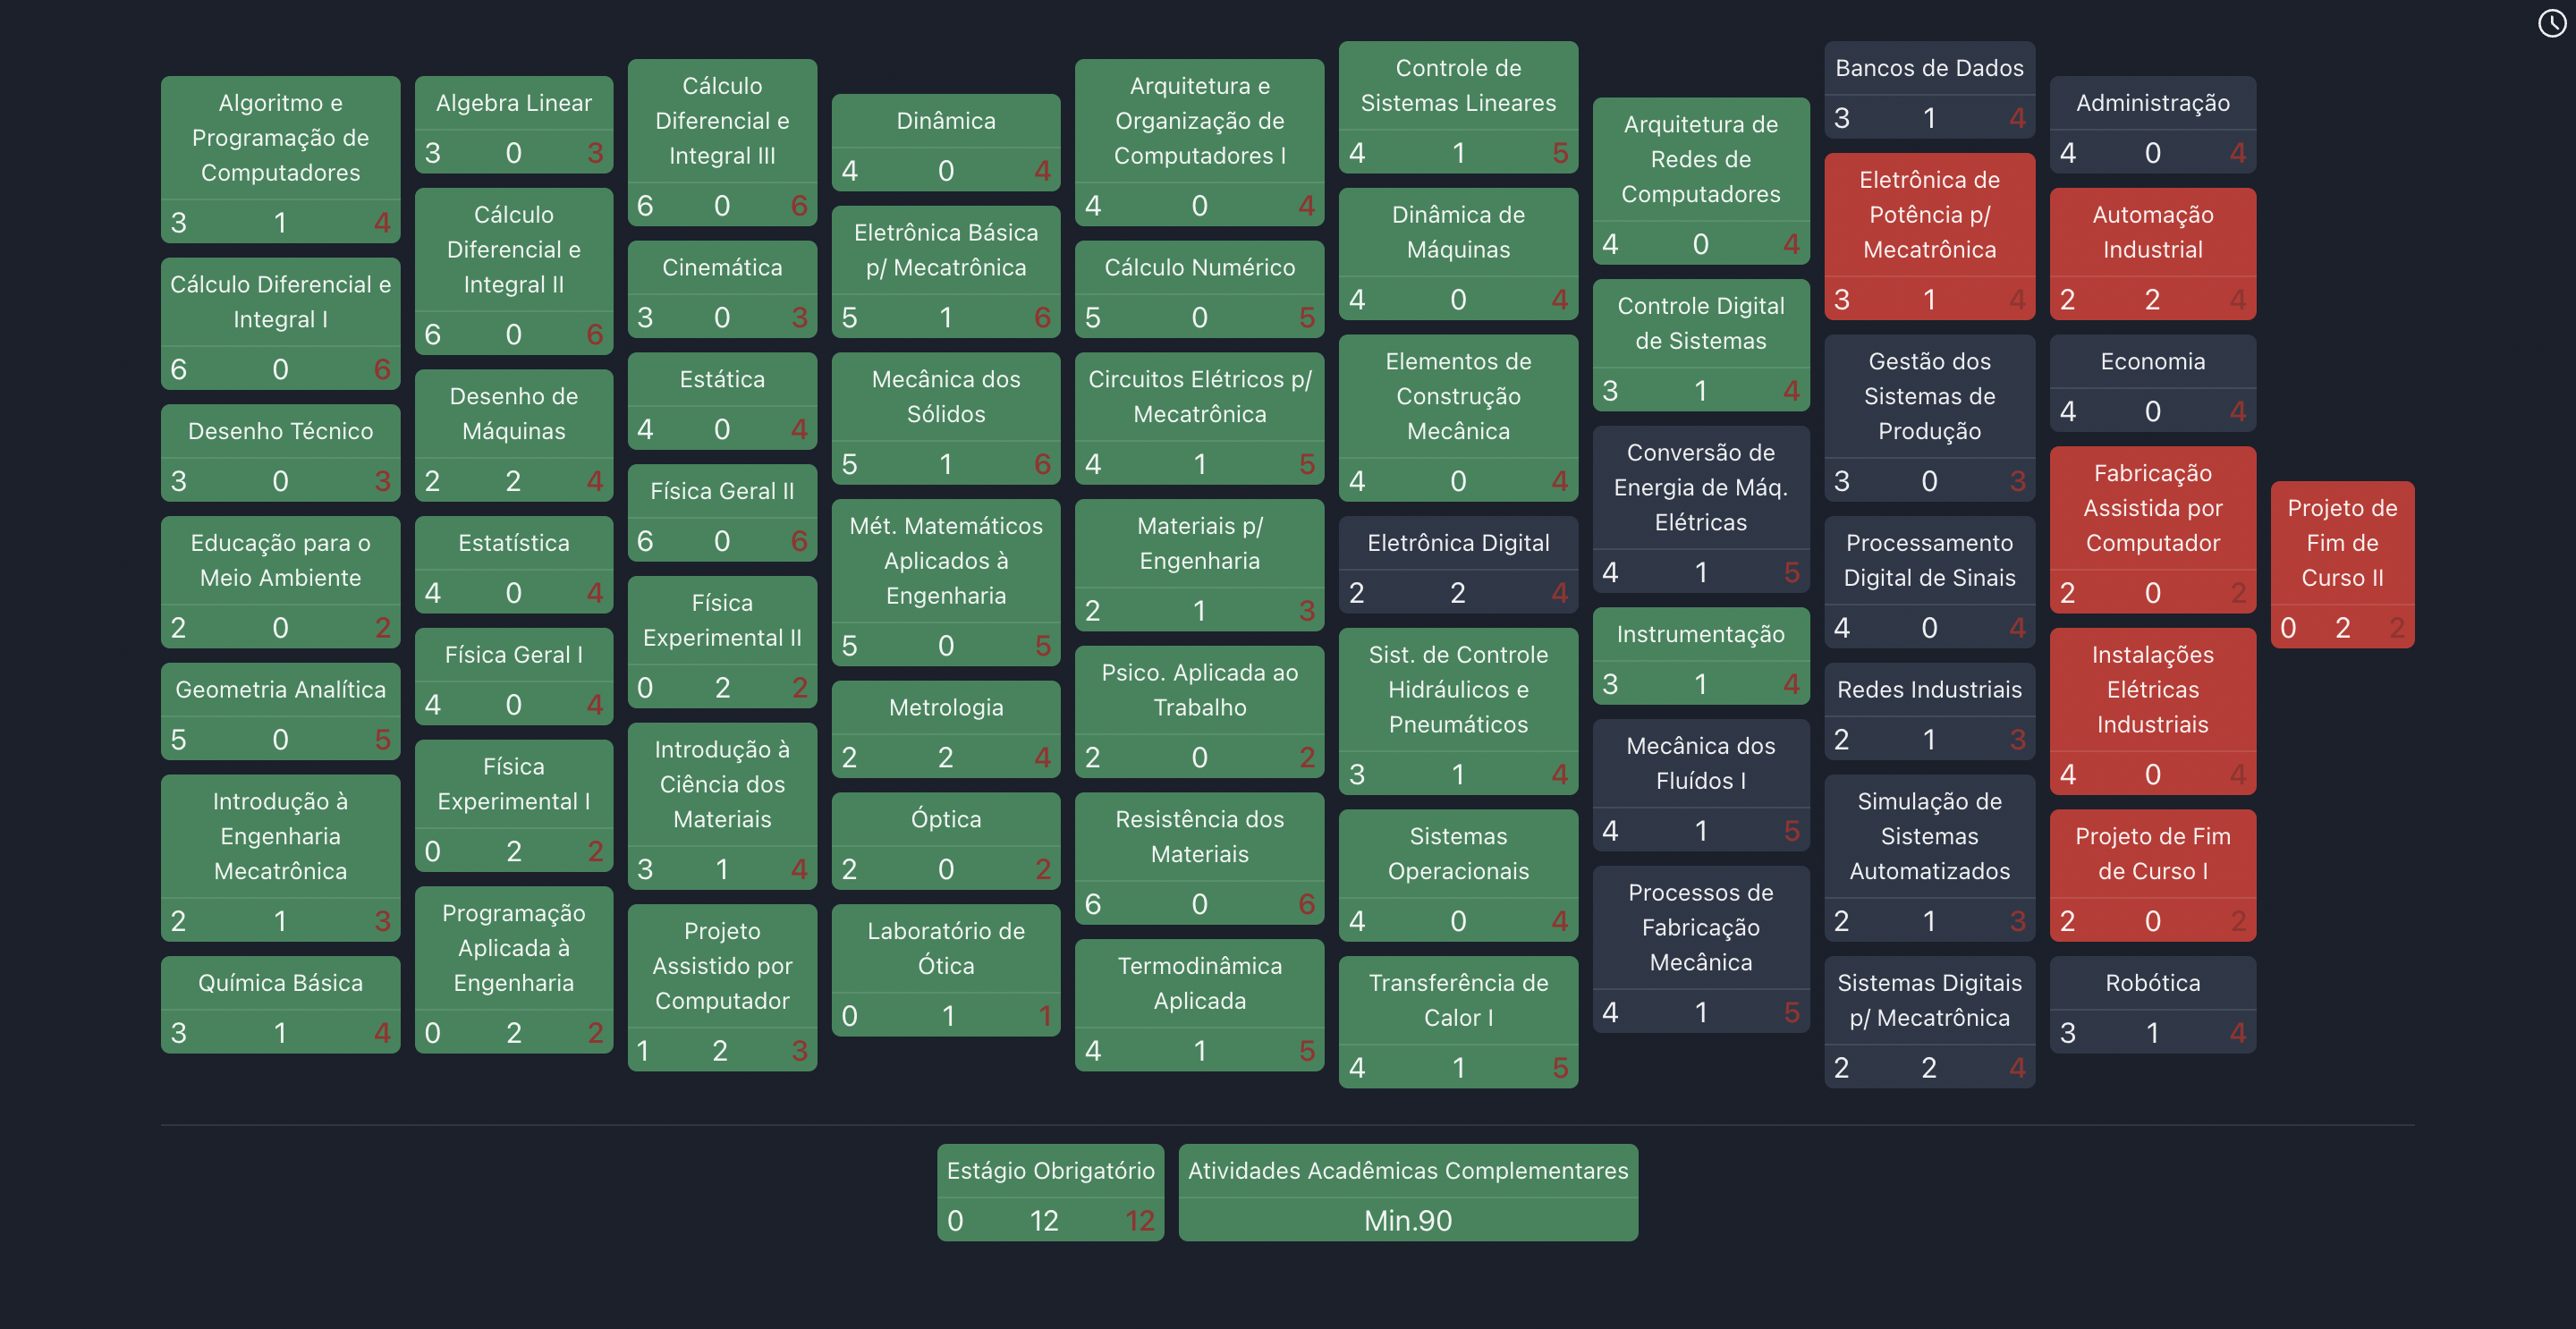 Algoritmo e
Programação de
Computadores
3 1 4
Cálculo Diferencial e
Integral I
6 0 6
Desenho Técnico
3 0 3
Educação para o
Meio Ambiente
2 0 2
Geometria Analítica
5 0 5
Introdução à
Engenharia
Mecatrônica
2 1 3
Química Básica
3 1 4
Algebra Linear
3 0 3
Cálculo
Diferencial e
Integral II
6 0 6
Desenho de
Máquinas
2 2 4
Estatística
4 0 4
Física Geral I
4 0 4
Física
Experimental I
0 2 2
Programação
Aplicada à
Engenharia
0 2 2
Cálculo
Diferencial e
Integral III
6 0 6
Cinemática
3 0 3
Estática
4 0 4
Física Geral II
6 0 6
Física
Experimental II
0 2 2
Introdução à
Ciência dos
Materiais
3 1 4
Projeto
Assistido por
Computador
1 2 3
Dinâmica
4 0 4
Eletrônica Básica
p/ Mecatrônica
5 1 6
Mecânica dos
Sólidos
5 1 6
Mét. Matemáticos
Aplicados à
Engenharia
5 0 5
Metrologia
2 2 4
Óptica
2 0 2
Laboratório de
Ótica
0 1 1
Arquitetura e
Organização de
Computadores I
4 0 4
Cálculo Numérico
5 0 5
Circuitos Elétricos p/
Mecatrônica
4 1 5
Materiais p/
Engenharia
2 1 3
Psico. Aplicada ao
Trabalho
2 0 2
Resistência dos
Materiais
6 0 6
Termodinâmica
Aplicada
4 1 5
Controle de
Sistemas Lineares
4 1 5
Dinâmica de
Máquinas
4 0 4
Elementos de
Construção
Mecânica
4 0 4
Eletrônica Digital
2 2 4
Sist. de Controle
Hidráulicos e
Pneumáticos
3 1 4
Sistemas
Operacionais
4 0 4
Transferência de
Calor I
4 1 5
Arquitetura de
Redes de
Computadores
4 0 4
Controle Digital
de Sistemas
3 1 4
Conversão de
Energia de Máq.
Elétricas
4 1 5
Instrumentação
3 1 4
Mecânica dos
Fluídos I
4 1 5
Processos de
Fabricação
Mecânica
4 1 5
Bancos de Dados
3 1 4
Eletrônica de
Potência p/
Mecatrônica
3 1 4
Gestão dos
Sistemas de
Produção
3 0 3
Processamento
Digital de Sinais
4 0 4
Redes Industriais
2 1 3
Simulação de
Sistemas
Automatizados
2 1 3
Sistemas Digitais
p/ Mecatrônica
2 2 4
Administração
4 0 4
Automação
Industrial
2 2 4
Economia
4 0 4
Fabricação
Assistida por
Computador
2 0 2
Instalações
Elétricas
Industriais
4 0 4
Projeto de Fim
de Curso I
2 0 2
Robótica
3 1 4
Projeto de
Fim de
Curso II
0 2 2
Estágio Obrigatório
0 12 12
Atividades Acadêmicas Complementares
Min.90